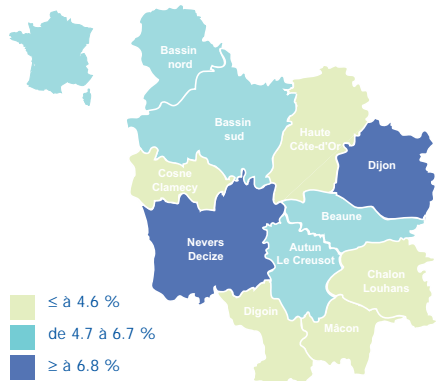 Bassin
nord
Bassin
sud
Haute
Côte-d'Or
Dijon
Cosne
Clamecy
Beaune
Nevers
Decize
Autun
Le Creusot
Chalon
Louhans
Digoin
Mâcon
≤ à 4.6 %
de 4.7 à 6.7 %
≥ à 6.8 %